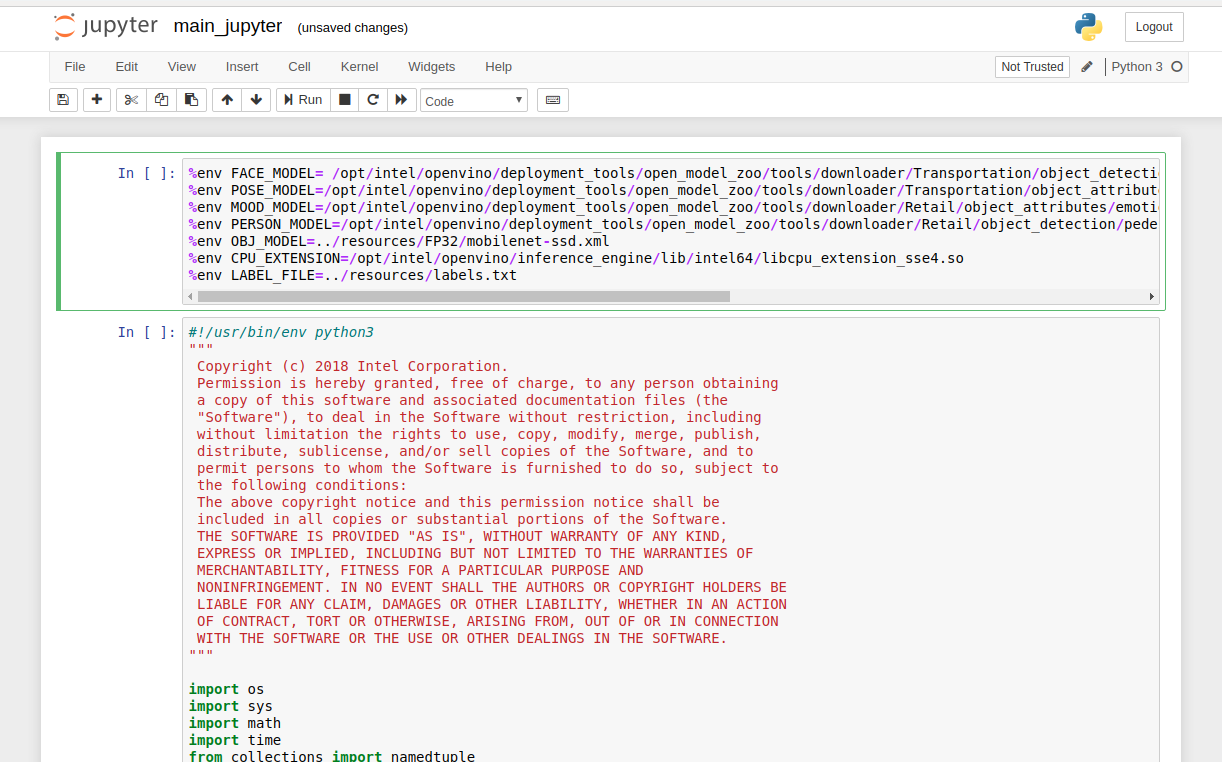 jupyter main_jupyter (unsaved changes) Logout
File Edit View Insert Cell Kernel Widgets Help Not Trusted Python 3
Run Code
In [ ]: %env FACE_MODEL= /opt/intel/openvino/deployment_tools/open_model_zoo/tools/downloader/Transportation/object_detecti
%env POSE_MODEL=/opt/intel/openvino/deployment_tools/open_model_zoo/tools/downloader/Transportation/object_attribut
%env MOOD_MODEL=/opt/intel/openvino/deployment_tools/open_model_zoo/tools/downloader/Retail/object_attributes/emoti
%env PERSON_MODEL=/opt/intel/openvino/deployment_tools/open_model_zoo/tools/downloader/Retail/object_detection/pede
%env OBJ_MODEL=../resources/FP32/mobilenet-ssd.xml
%env CPU_EXTENSION=/opt/intel/openvino/inference_engine/lib/intel64/libcpu_extension_sse4.so
%env LABEL_FILE=../resources/labels.txt
In [ ]: #!/usr/bin/env python3
"""
Copyright (c) 2018 Intel Corporation.
Permission is hereby granted, free of charge, to any person obtaining
a copy of this software and associated documentation files (the
"Software"), to deal in the Software without restriction, including
without limitation the rights to use, copy, modify, merge, publish,
distribute, sublicense, and/or sell copies of the Software, and to
permit persons to whom the Software is furnished to do so, subject to
the following conditions:
The above copyright notice and this permission notice shall be
included in all copies or substantial portions of the Software.
THE SOFTWARE IS PROVIDED "AS IS", WITHOUT WARRANTY OF ANY KIND,
EXPRESS OR IMPLIED, INCLUDING BUT NOT LIMITED TO THE WARRANTIES OF
MERCHANTABILITY, FITNESS FOR A PARTICULAR PURPOSE AND
NONINFRINGEMENT. IN NO EVENT SHALL THE AUTHORS OR COPYRIGHT HOLDERS BE
LIABLE FOR ANY CLAIM, DAMAGES OR OTHER LIABILITY, WHETHER IN AN ACTION
OF CONTRACT, TORT OR OTHERWISE, ARISING FROM, OUT OF OR IN CONNECTION
WITH THE SOFTWARE OR THE USE OR OTHER DEALINGS IN THE SOFTWARE.
"""
import os
import sys
import math
import time
from collections import namedtuple